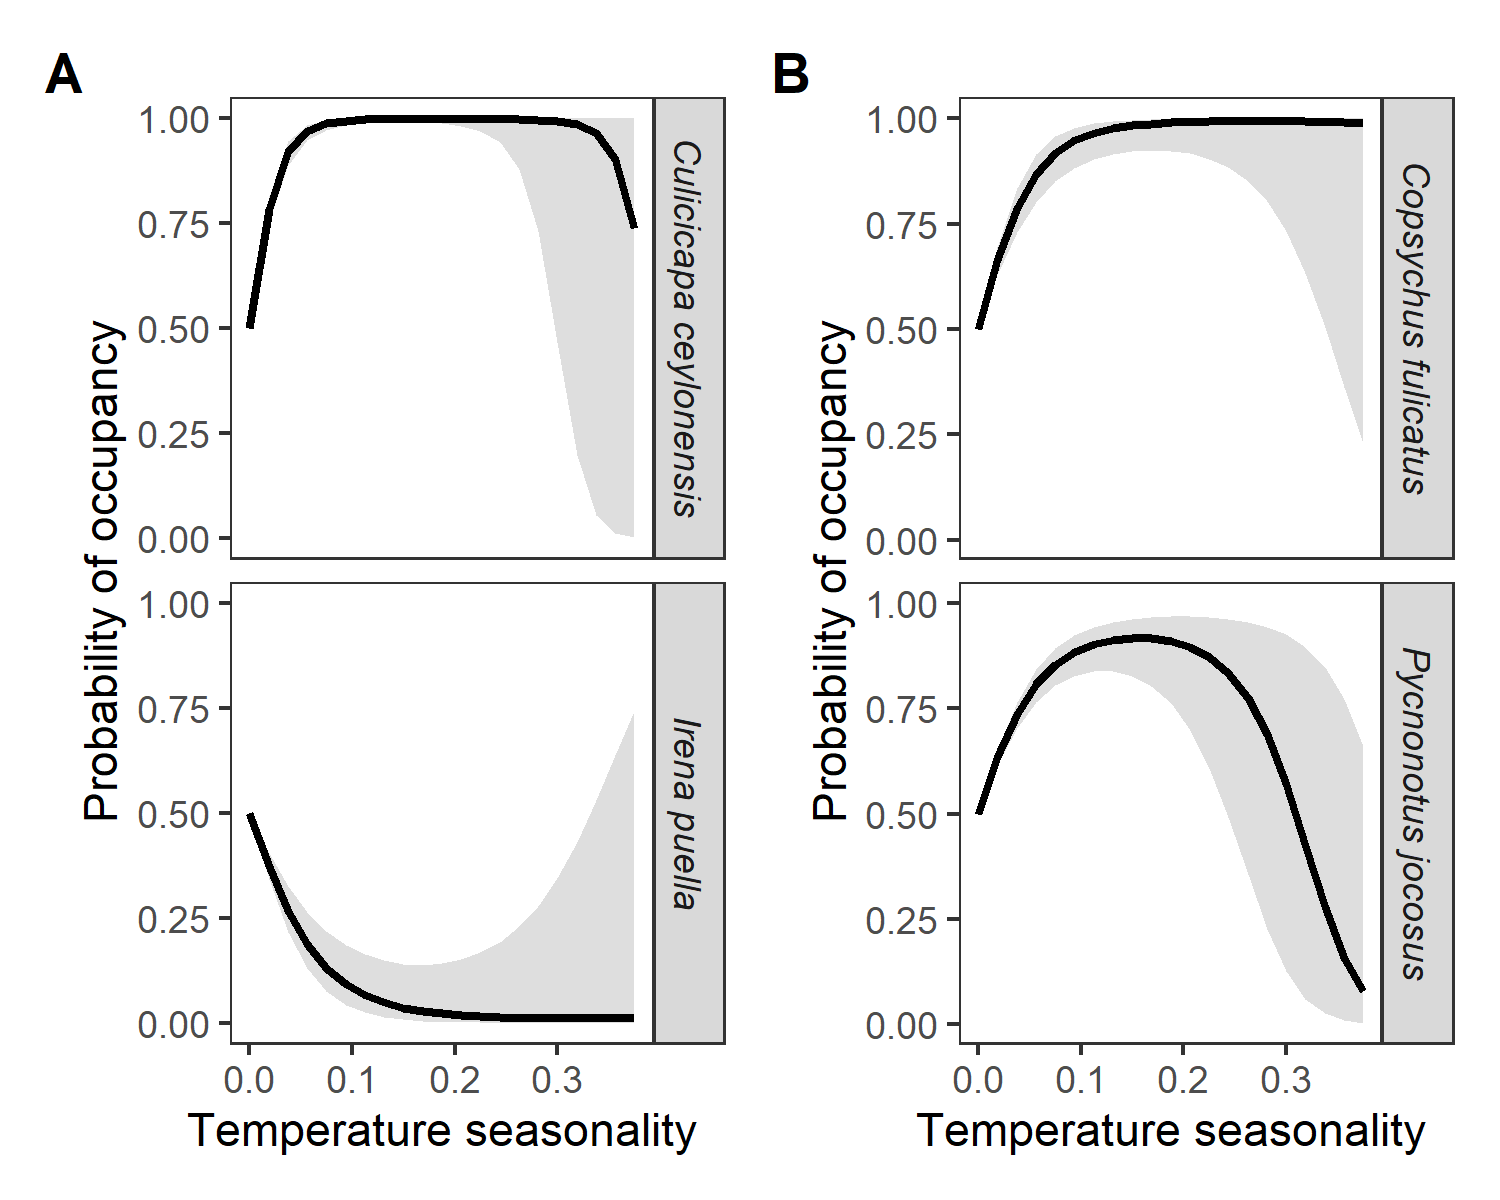 A
B
Probability of occupancy
1.00
0.75
0.50
0.25
0.00
Culicicapa ceylonensis
1.00
0.75
0.50
0.25
0.00
Irena puella
0.0 0.1 0.2 0.3
Temperature seasonality
Probability of occupancy
1.00
0.75
0.50
0.25
0.00
Copsychus fulicatus
1.00
0.75
0.50
0.25
0.00
Pycnonotus jocosus
0.0 0.1 0.2 0.3
Temperature seasonality